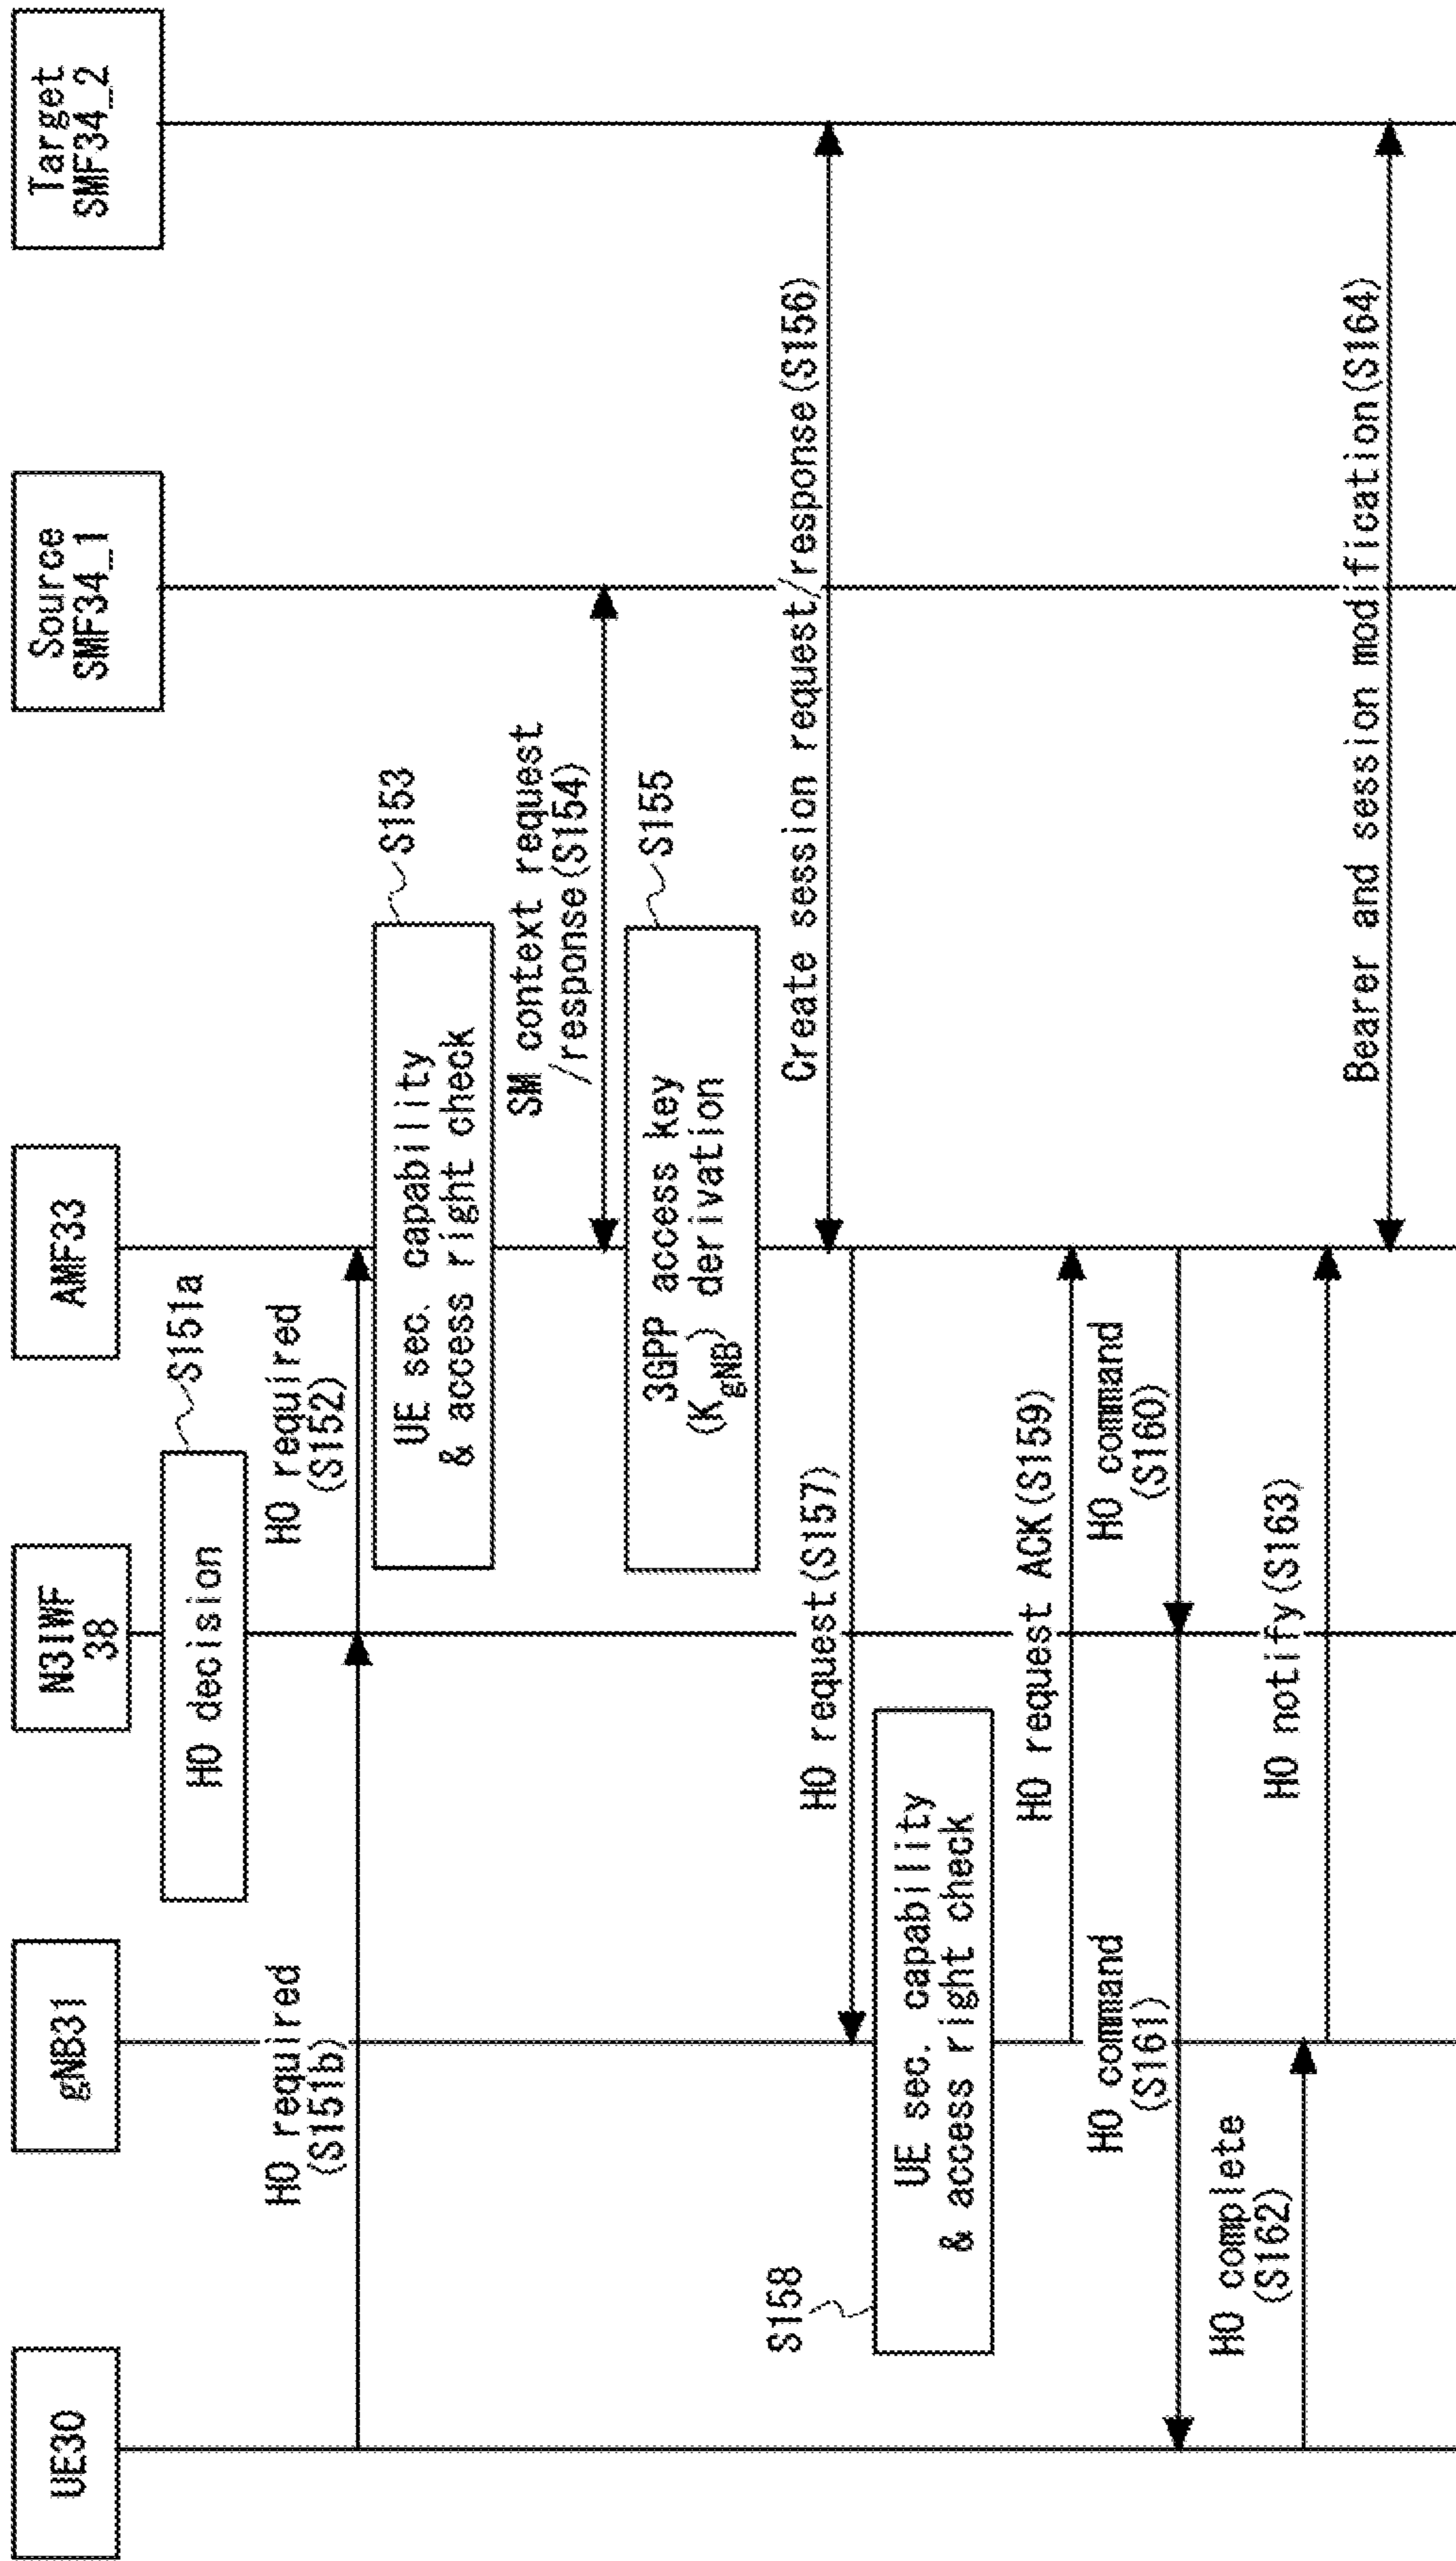 UE30
gNB31
N3IWF
38
AMF33
Source
SMF34_1
Target
SMF34_2
HO decision
S151a
HO required
(S151b)
HO required
(S152)
UE sec. capability
& access right check
S153
SM context request
/response(S154)
3GPP access key
(KgNB) derivation
S155
Create session request/response(S156)
HO request(S157)
S158
UE sec. capability
& access right check
HO request ACK(S159)
HO command
(S160)
HO command
(S161)
HO complete
(S162)
HO notify(S163)
Bearer and session modification(S164)